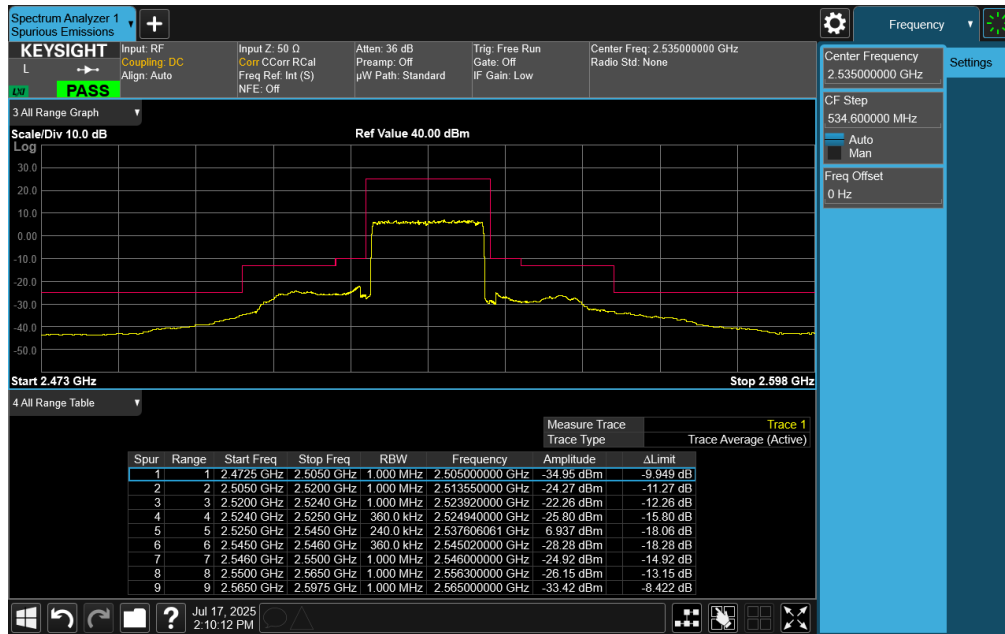 Spectrum Analyzer 1
Spurious Emissions
+
Frequency
KEYSIGHT
L
LXI
PASS
Input: RF
Coupling: DC
Align: Auto
Input Z: 50 Ω
Corr CCorr RCal
Freq Ref: Int (S)
NFE: Off
Atten: 36 dB
Preamp: Off
µW Path: Standard
Trig: Free Run
Gate: Off
IF Gain: Low
Center Freq: 2.535000000 GHz
Radio Std: None
Center Frequency
2.535000000 GHz
Settings
CF Step
534.600000 MHz
Auto
Man
Freq Offset
0 Hz
3 All Range Graph
Scale/Div 10.0 dB
Ref Value 40.00 dBm
Log
30.0
20.0
10.0
0.00
-10.0
-20.0
-30.0
-40.0
-50.0
Start 2.473 GHz
Stop 2.598 GHz
4 All Range Table
Measure Trace Trace 1
Trace Type Trace Average (Active)
Spur Range Start Freq Stop Freq RBW Frequency Amplitude ΔLimit
1 1 2.4725 GHz 2.5050 GHz 1.000 MHz 2.505000000 GHz -34.95 dBm -9.949 dB
2 2 2.5050 GHz 2.5200 GHz 1.000 MHz 2.513550000 GHz -24.27 dBm -11.27 dB
3 3 2.5200 GHz 2.5240 GHz 1.000 MHz 2.523920000 GHz -22.26 dBm -12.26 dB
4 4 2.5240 GHz 2.5250 GHz 360.0 kHz 2.524940000 GHz -25.80 dBm -15.80 dB
5 5 2.5250 GHz 2.5450 GHz 240.0 kHz 2.537606061 GHz 6.937 dBm -18.06 dB
6 6 2.5450 GHz 2.5460 GHz 360.0 kHz 2.545020000 GHz -28.28 dBm -18.28 dB
7 7 2.5460 GHz 2.5500 GHz 1.000 MHz 2.546000000 GHz -24.92 dBm -14.92 dB
8 8 2.5500 GHz 2.5650 GHz 1.000 MHz 2.556300000 GHz -26.15 dBm -13.15 dB
9 9 2.5650 GHz 2.5975 GHz 1.000 MHz 2.565000000 GHz -33.42 dBm -8.422 dB
?
Jul 17, 2025
2:10:12 PM